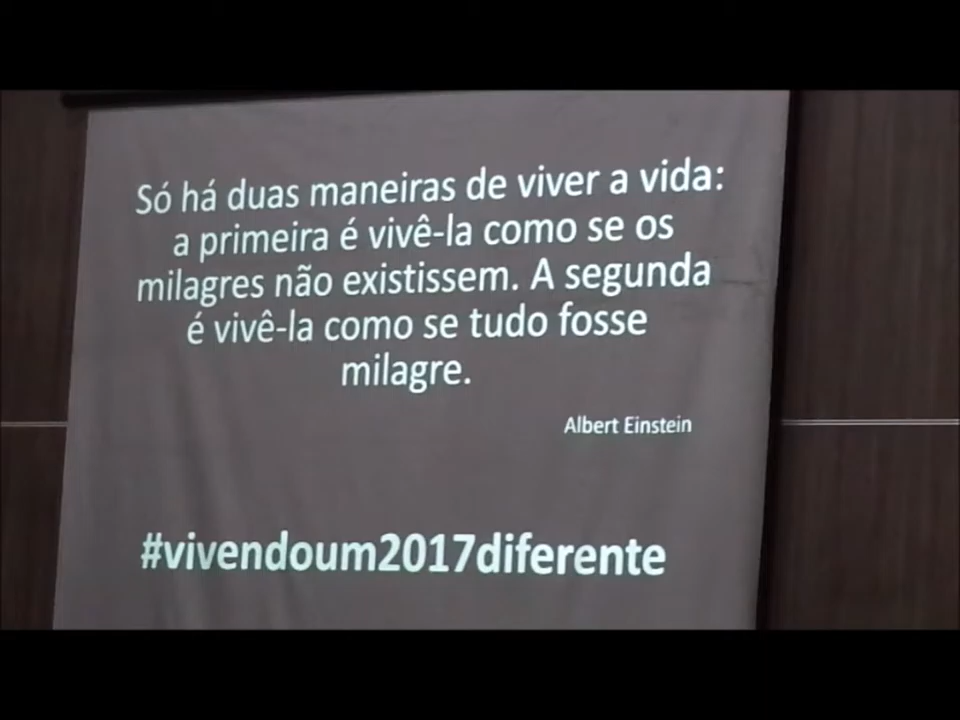 Só há duas maneiras de viver a vida:
a primeira é vivê-la como se os
milagres não existissem. A segunda
é vivê-la como se tudo fosse
milagre.
Albert Einstein
#vivendoum2017diferente